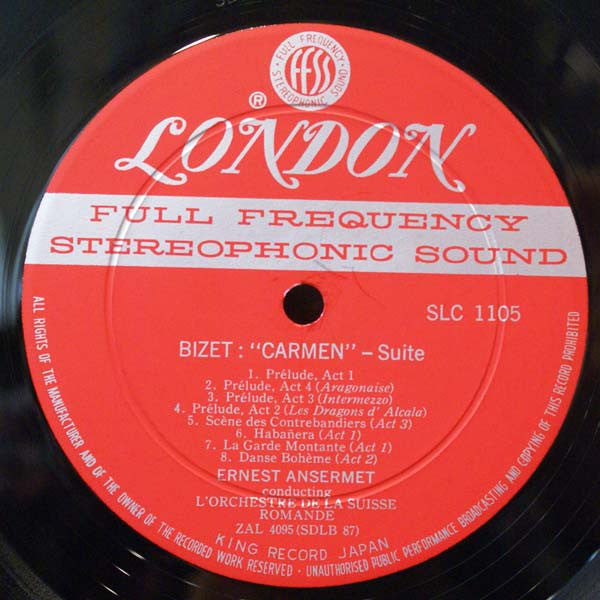 FULL FREQUENCY
ffss
STEREOPHONIC SOUND
®
LONDON
FULL FREQUENCY
STEREOPHONIC SOUND
SLC 1105
BIZET : "CARMEN" – Suite
1. Prélude, Act 1
2. Prélude, Act 4 (Aragonaise)
3. Prélude, Act 3 (Intermezzo)
4. Prélude, Act 2 (Les Dragons d' Alcala)
5. Scène des Contrebandiers (Act 3)
6. Habañera (Act 1)
7. La Garde Montante (Act 1)
8. Danse Bohème (Act 2)
ERNEST ANSERMET
conducting
L'ORCHESTRE DE LA SUISSE
ROMANDE
ZAL 4095 (SDLB 87)
KING RECORD JAPAN
ALL RIGHTS OF THE MANUFACTURER AND OF THE OWNER OF THE RECORDED WORK RESERVED · UNAUTHORISED PUBLIC PERFORMANCE BROADCASTING AND COPYING OF THIS RECORD PROHIBITED